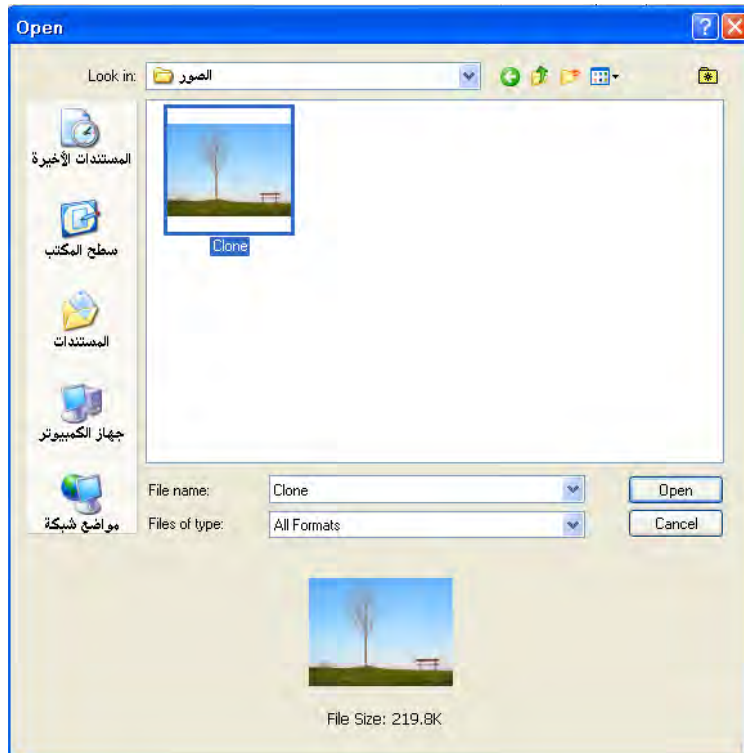 Open
Look in: الصور
المستندات الأخيرة
سطح المكتب
المستندات
جهاز الكمبيوتر
مواضع شبكة
Clone
File name: Clone Open
Files of type: All Formats Cancel
File Size: 219.8K